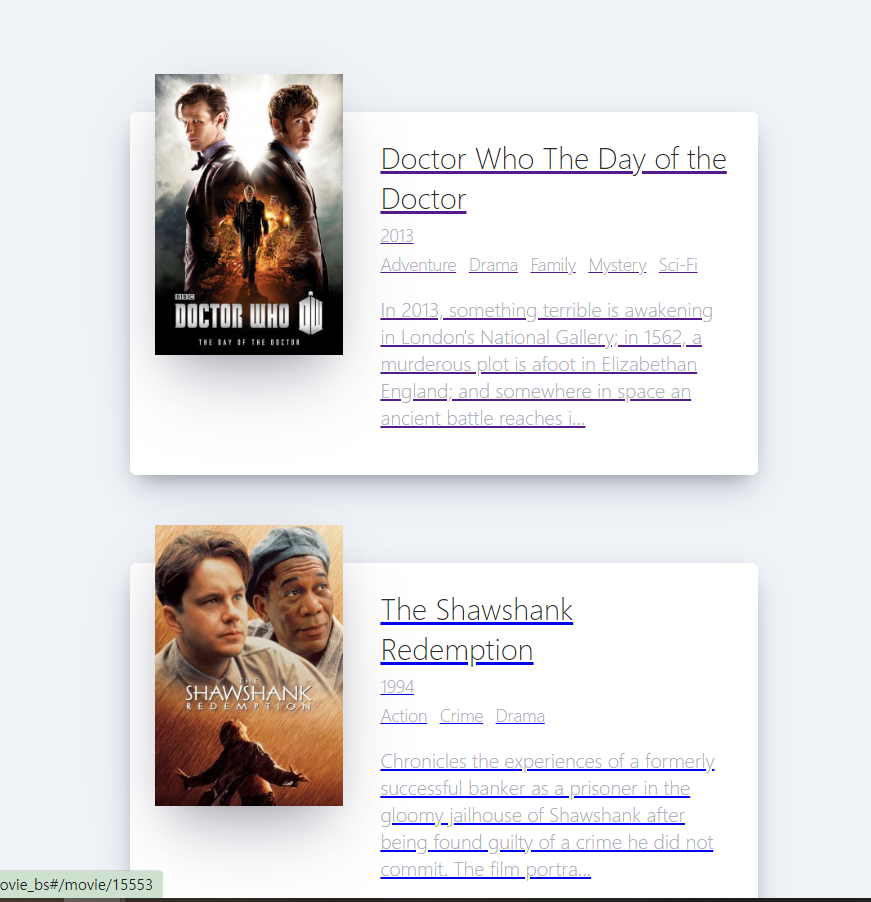 BBC
DOCTOR WHO DW
THE DAY OF THE DOCTOR
Doctor Who The Day of the
Doctor
2013
Adventure Drama Family Mystery Sci-Fi
In 2013, something terrible is awakening
in London's National Gallery; in 1562, a
murderous plot is afoot in Elizabethan
England; and somewhere in space an
ancient battle reaches i...
THE
SHAWSHANK
REDEMPTION
The Shawshank
Redemption
1994
Action Crime Drama
Chronicles the experiences of a formerly
successful banker as a prisoner in the
gloomy jailhouse of Shawshank after
being found guilty of a crime he did not
commit. The film portra...
ovie_bs#/movie/15553